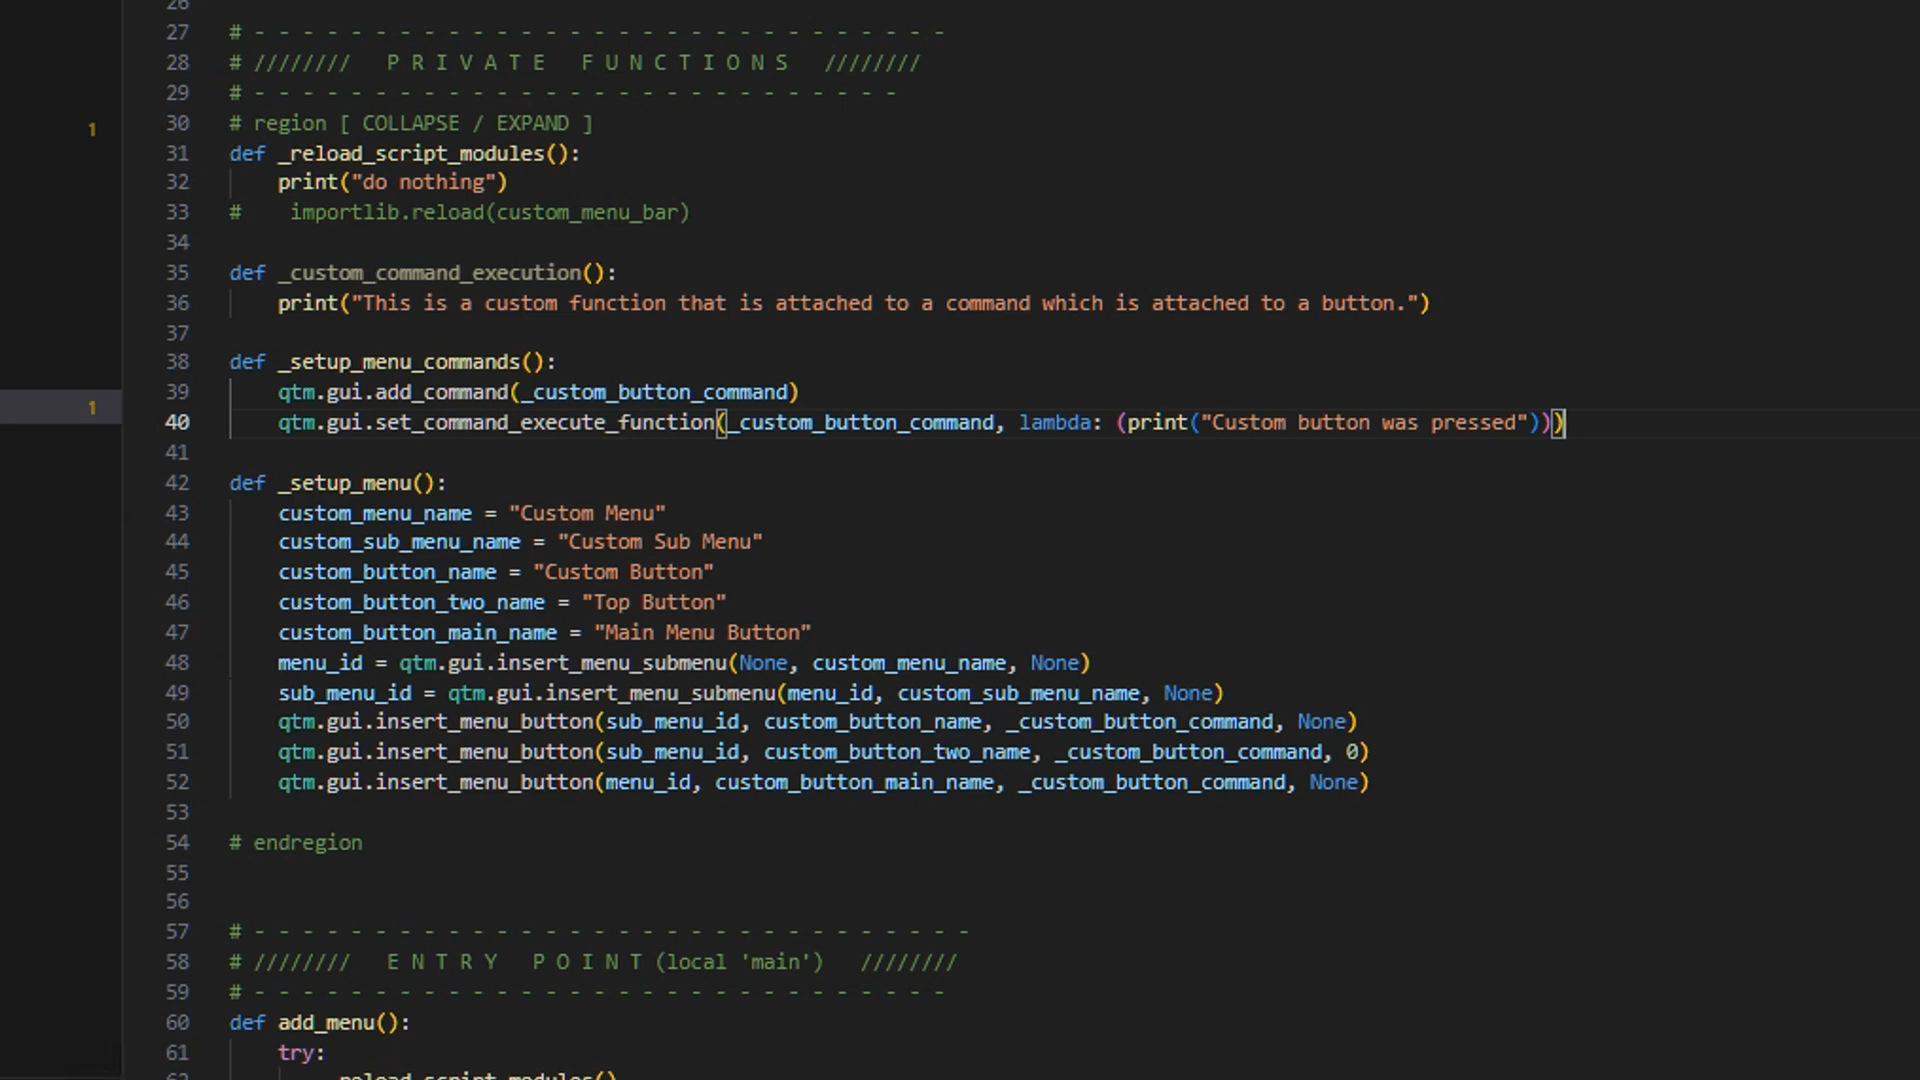 26
27 # - - - - - - - - - - - - - - - - - - - - - - - - - - - - -
28 # //////// P R I V A T E F U N C T I O N S ////////
29 # - - - - - - - - - - - - - - - - - - - - - - - - - - -
30 # region [ COLLAPSE / EXPAND ]
1
31 def _reload_script_modules():
32 print("do nothing")
33 # importlib.reload(custom_menu_bar)
34
35 def _custom_command_execution():
36 print("This is a custom function that is attached to a command which is attached to a button.")
37
38 def _setup_menu_commands():
39 qtm.gui.add_command(_custom_button_command)
1
40 qtm.gui.set_command_execute_function(_custom_button_command, lambda: (print("Custom button was pressed")))
41
42 def _setup_menu():
43 custom_menu_name = "Custom Menu"
44 custom_sub_menu_name = "Custom Sub Menu"
45 custom_button_name = "Custom Button"
46 custom_button_two_name = "Top Button"
47 custom_button_main_name = "Main Menu Button"
48 menu_id = qtm.gui.insert_menu_submenu(None, custom_menu_name, None)
49 sub_menu_id = qtm.gui.insert_menu_submenu(menu_id, custom_sub_menu_name, None)
50 qtm.gui.insert_menu_button(sub_menu_id, custom_button_name, _custom_button_command, None)
51 qtm.gui.insert_menu_button(sub_menu_id, custom_button_two_name, _custom_button_command, 0)
52 qtm.gui.insert_menu_button(menu_id, custom_button_main_name, _custom_button_command, None)
53
54 # endregion
55
56
57 # - - - - - - - - - - - - - - - - - - - - - - - - - - - - - -
58 # //////// E N T R Y P O I N T (local 'main') ////////
59 # - - - - - - - - - - - - - - - - - - - - - - - - - - - - -
60 def add_menu():
61 try:
62 _reload_script_modules()